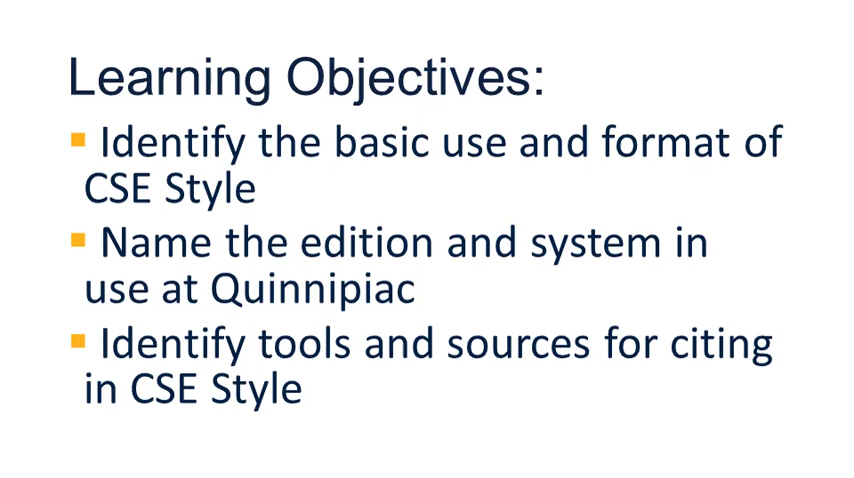 Learning Objectives:
▪ Identify the basic use and format of
CSE Style
▪ Name the edition and system in
use at Quinnipiac
▪ Identify tools and sources for citing
in CSE Style